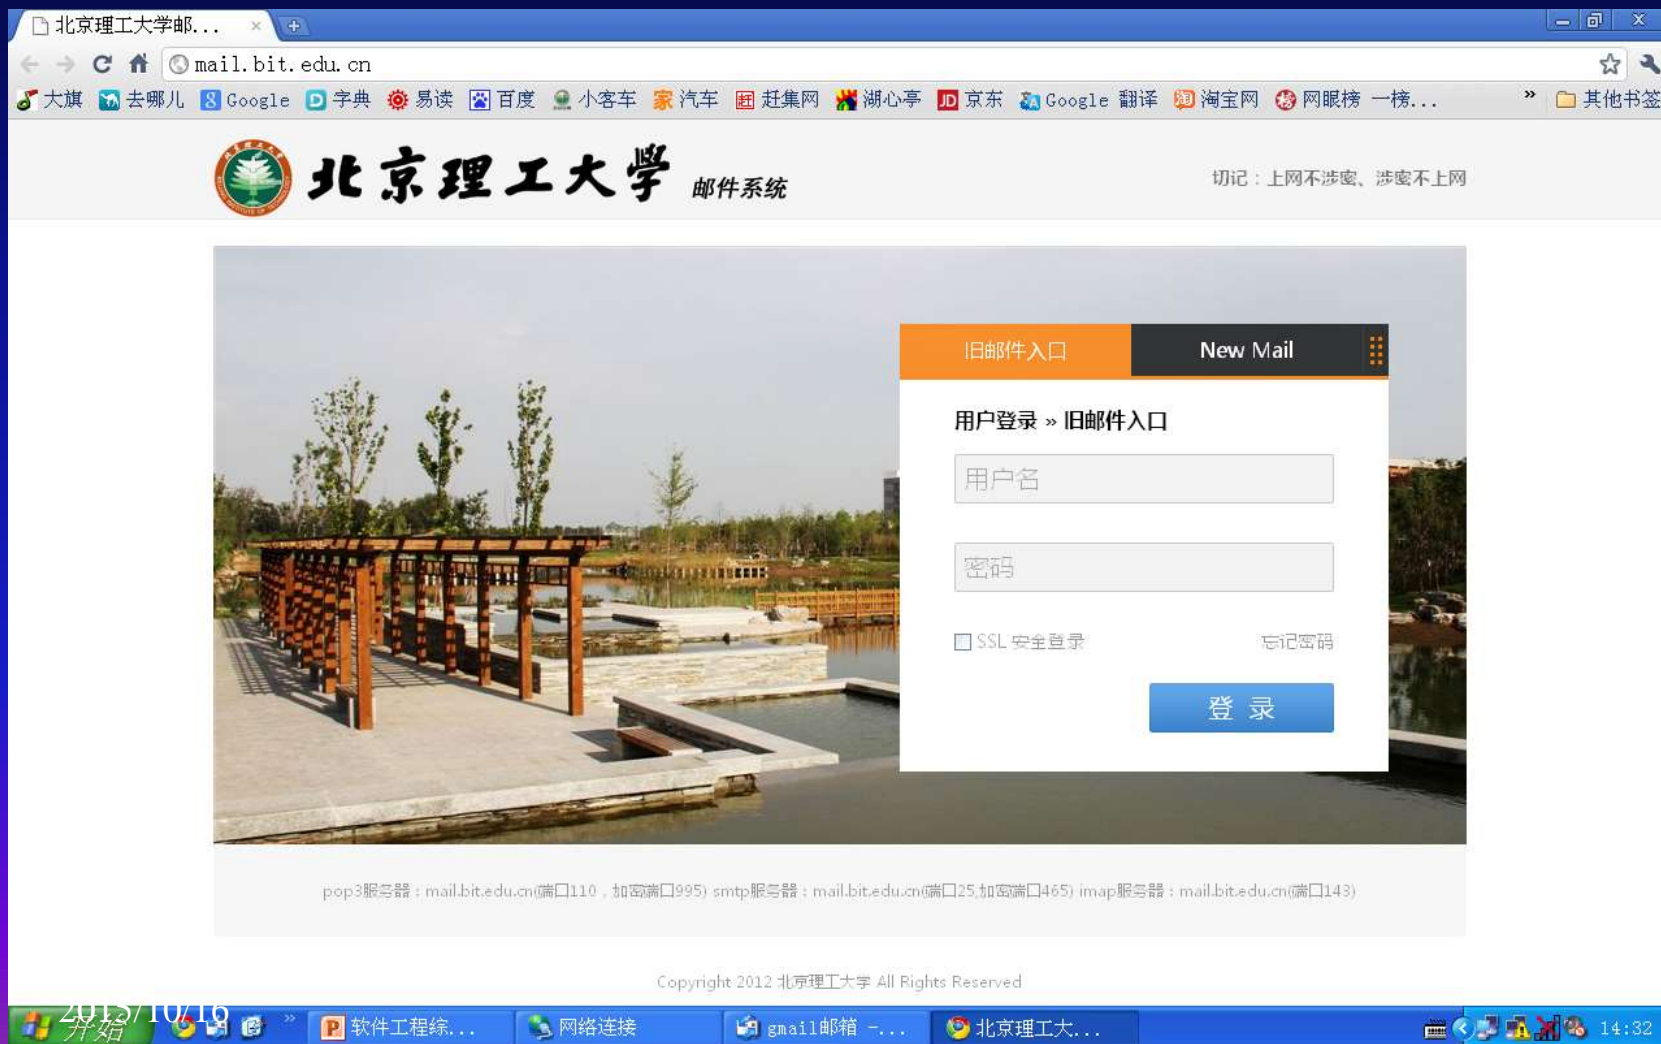 北京理工大学邮...
mail.bit.edu.cn
大旗 去哪儿 Google 字典 易读 百度 小客车 汽车 赶集网 湖心亭 京东 Google 翻译 淘宝网 网眼榜 一榜... » 其他书签
北京理工大學 邮件系统
切记：上网不涉密、涉密不上网
旧邮件入口 New Mail
用户登录 » 旧邮件入口
用户名
密码
SSL 安全登录 忘记密码
登 录
pop3服务器：mail.bit.edu.cn(端口110，加密端口995) smtp服务器：mail.bit.edu.cn(端口25,加密端口465) imap服务器：mail.bit.edu.cn(端口143)
Copyright 2012 北京理工大学 All Rights Reserved
2015/10/16
开始 » 软件工程综... 网络连接 gmail邮箱 -... 北京理工大... 14:32